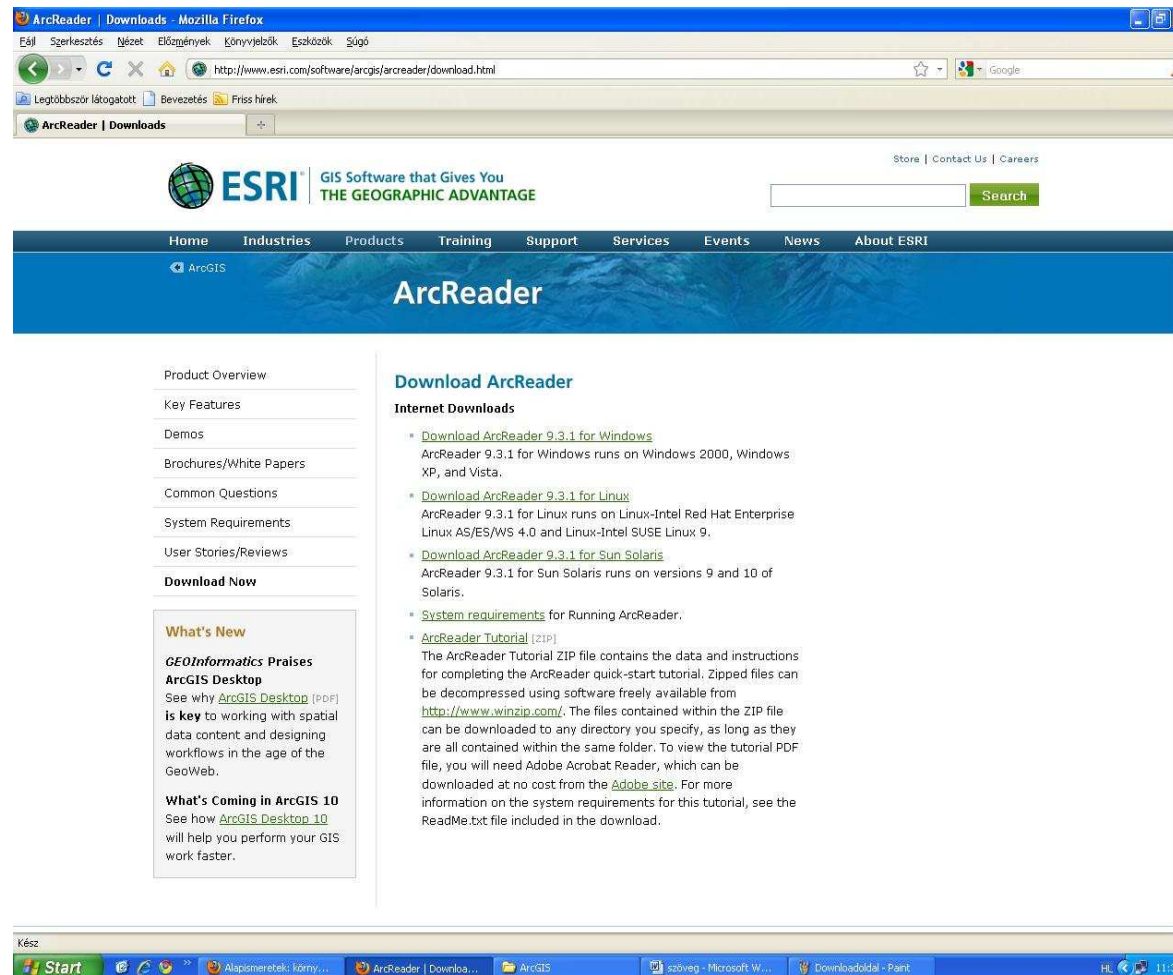 ArcReader | Downloads - Mozilla Firefox
Fájl Szerkesztés Nézet Előzmények Könyvjelzők Eszközök Súgó
http://www.esri.com/software/arcgis/arcreader/download.html
Google
Legtöbbször látogatott Bevezetés Friss hírek
ArcReader | Downloads
Store | Contact Us | Careers
ESRI GIS Software that Gives You
THE GEOGRAPHIC ADVANTAGE
Search
Home Industries Products Training Support Services Events News About ESRI
ArcGIS
ArcReader
Product Overview
Key Features
Demos
Brochures/White Papers
Common Questions
System Requirements
User Stories/Reviews
Download Now
What's New
GEOInformatics Praises
ArcGIS Desktop
See why ArcGIS Desktop [PDF]
is key to working with spatial
data content and designing
workflows in the age of the
GeoWeb.
What's Coming in ArcGIS 10
See how ArcGIS Desktop 10
will help you perform your GIS
work faster.
Download ArcReader
Internet Downloads
Download ArcReader 9.3.1 for Windows
ArcReader 9.3.1 for Windows runs on Windows 2000, Windows
XP, and Vista.
Download ArcReader 9.3.1 for Linux
ArcReader 9.3.1 for Linux runs on Linux-Intel Red Hat Enterprise
Linux AS/ES/WS 4.0 and Linux-Intel SUSE Linux 9.
Download ArcReader 9.3.1 for Sun Solaris
ArcReader 9.3.1 for Sun Solaris runs on versions 9 and 10 of
Solaris.
System requirements for Running ArcReader.
ArcReader Tutorial [ZIP]
The ArcReader Tutorial ZIP file contains the data and instructions
for completing the ArcReader quick-start tutorial. Zipped files can
be decompressed using software freely available from
http://www.winzip.com/. The files contained within the ZIP file
can be downloaded to any directory you specify, as long as they
are all contained within the same folder. To view the tutorial PDF
file, you will need Adobe Acrobat Reader, which can be
downloaded at no cost from the Adobe site. For more
information on the system requirements for this tutorial, see the
ReadMe.txt file included in the download.
Kész
Start Alapismeretek: körny... ArcReader | Downloa... ArcGIS szöveg - Microsoft W... Downloadoldal - Paint HL 11: